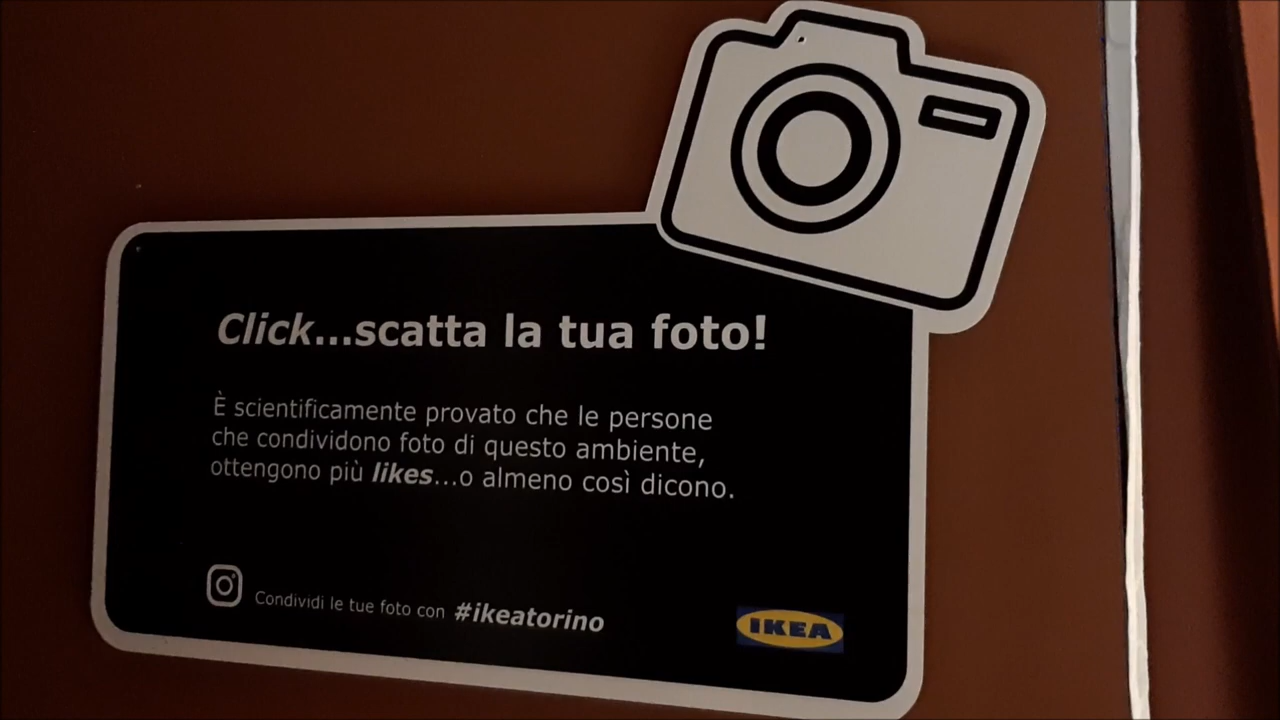 Click...scatta la tua foto!
È scientificamente provato che le persone
che condividono foto di questo ambiente,
ottengono più likes...o almeno così dicono.
Condividi le tue foto con #ikeatorino
IKEA